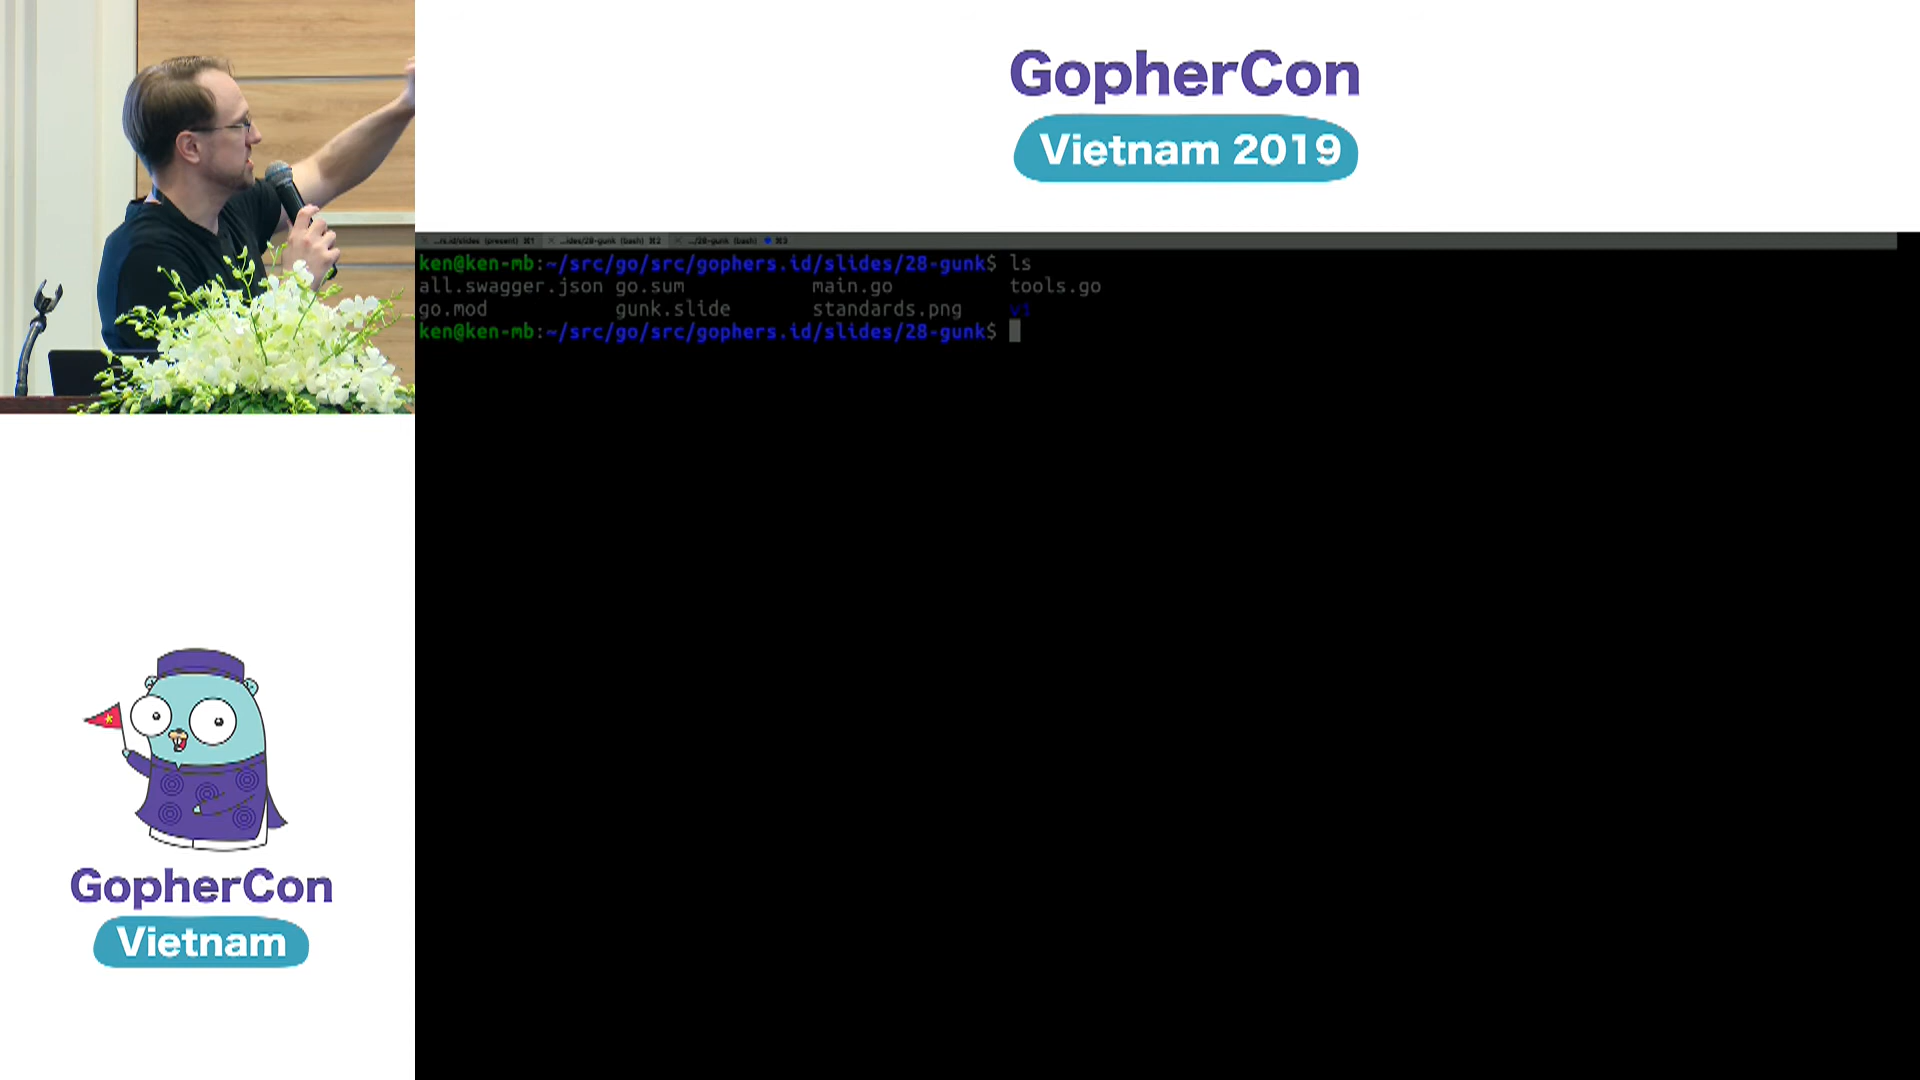 GopherCon
Vietnam 2019
ken@ken-mb:~/src/go/src/gophers.id/slides/28-gunk$ ls
all.swagger.json go.sum main.go tools.go
go.mod gunk.slide standards.png v1
ken@ken-mb:~/src/go/src/gophers.id/slides/28-gunk$
GopherCon
Vietnam